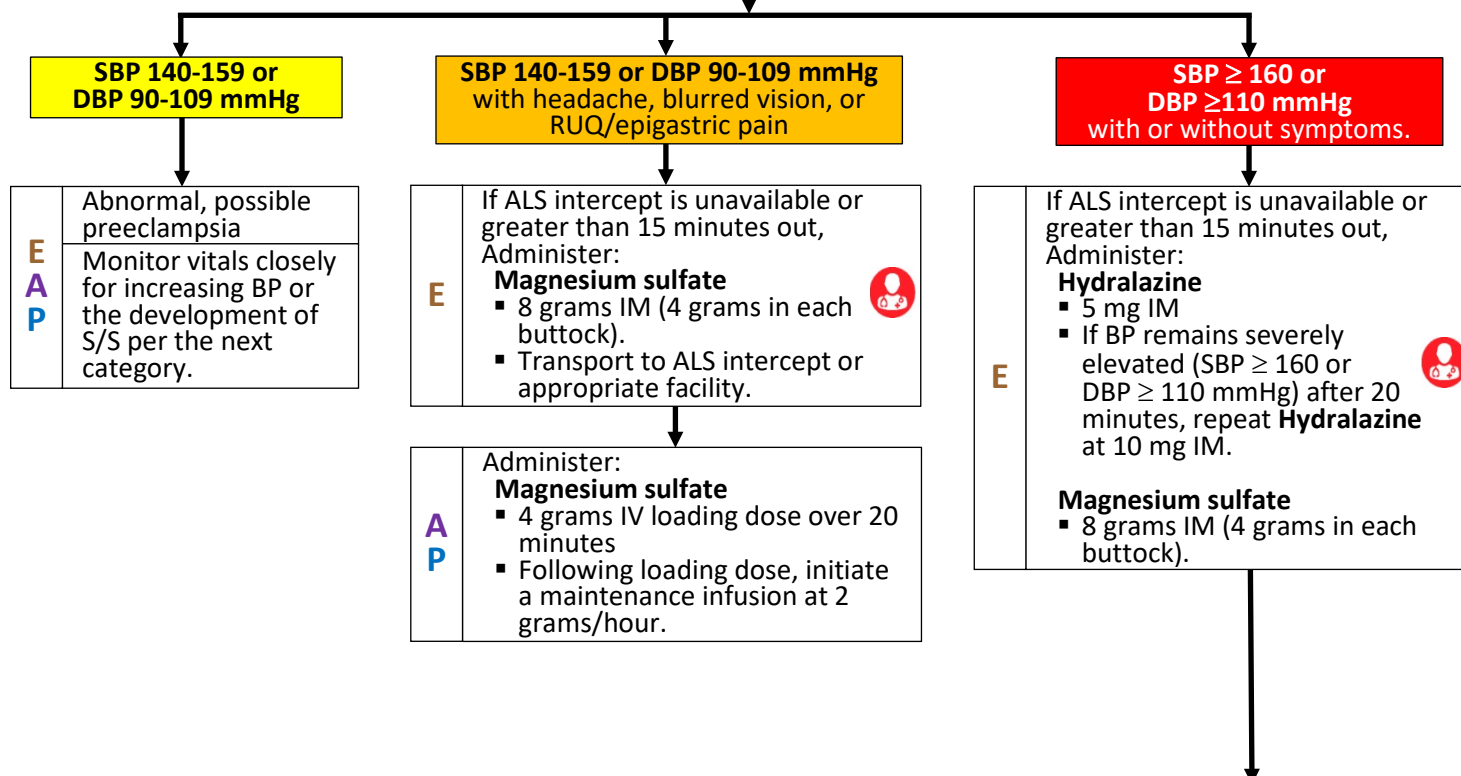 SBP 140-159 or
DBP 90-109 mmHg
E
A
P
Abnormal, possible
preeclampsia
Monitor vitals closely
for increasing BP or
the development of
S/S per the next
category.
SBP 140-159 or DBP 90-109 mmHg
with headache, blurred vision, or
RUQ/epigastric pain
E
If ALS intercept is unavailable or
greater than 15 minutes out,
Administer:
Magnesium sulfate
▪ 8 grams IM (4 grams in each
buttock).
▪ Transport to ALS intercept or
appropriate facility.
A
P
Administer:
Magnesium sulfate
▪ 4 grams IV loading dose over 20
minutes
▪ Following loading dose, initiate
a maintenance infusion at 2
grams/hour.
SBP ≥ 160 or
DBP ≥110 mmHg
with or without symptoms.
E
If ALS intercept is unavailable or
greater than 15 minutes out,
Administer:
Hydralazine
▪ 5 mg IM
▪ If BP remains severely
elevated (SBP ≥ 160 or
DBP ≥ 110 mmHg) after 20
minutes, repeat Hydralazine
at 10 mg IM.
Magnesium sulfate
▪ 8 grams IM (4 grams in each
buttock).